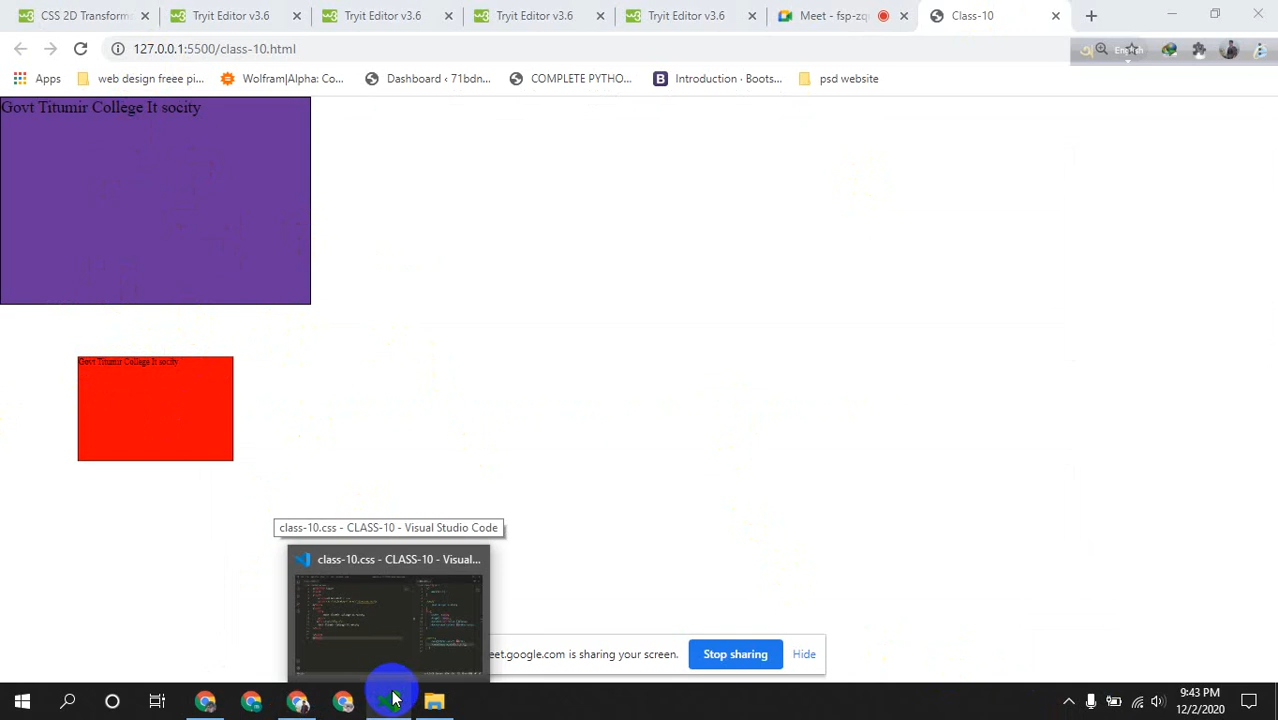 CSS 2D Transform
Tryit Editor v3.6
Tryit Editor v3.6
Tryit Editor v3.6
Tryit Editor v3.6
Meet - fsp-zq
Class-10
127.0.0.1:5500/class-10.html
English
Apps
web design freee pi...
Wolfram|Alpha: Co...
Dashboard ‹ 71bdn...
COMPLETE PYTHO...
Introduction · Boots...
psd website
Govt Titumir College It socity
Govt Titumir College It socity
class-10.css - CLASS-10 - Visual Studio Code
class-10.css - CLASS-10 - Visual...
eet.google.com is sharing your screen.
Stop sharing
Hide
9:43 PM
12/2/2020